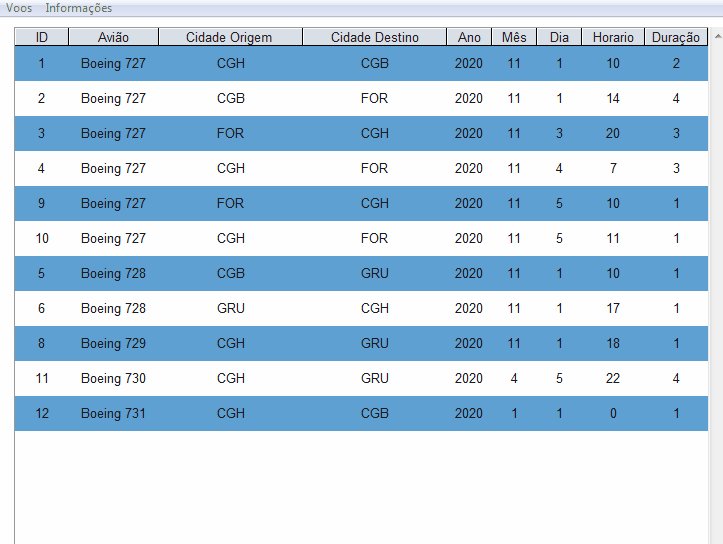 Voos Informações
ID Avião Cidade Origem Cidade Destino Ano Mês Dia Horario Duração
1 Boeing 727 CGH CGB 2020 11 1 10 2
2 Boeing 727 CGB FOR 2020 11 1 14 4
3 Boeing 727 FOR CGH 2020 11 3 20 3
4 Boeing 727 CGH FOR 2020 11 4 7 3
9 Boeing 727 FOR CGH 2020 11 5 10 1
10 Boeing 727 CGH FOR 2020 11 5 11 1
5 Boeing 728 CGB GRU 2020 11 1 10 1
6 Boeing 728 GRU CGH 2020 11 1 17 1
8 Boeing 729 CGH GRU 2020 11 1 18 1
11 Boeing 730 CGH GRU 2020 4 5 22 4
12 Boeing 731 CGH CGB 2020 1 1 0 1